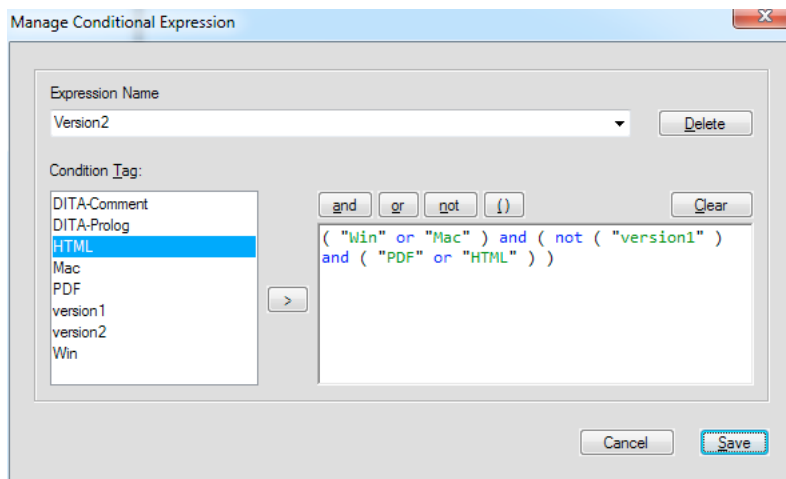 Manage Conditional Expression
Expression Name
Version2
Delete
Condition Tag:
DITA-Comment
DITA-Prolog
HTML
Mac
PDF
version1
version2
Win
>
and or not () Clear
( "Win" or "Mac" ) and ( not ( "version1" )
and ( "PDF" or "HTML" ) )
Cancel Save